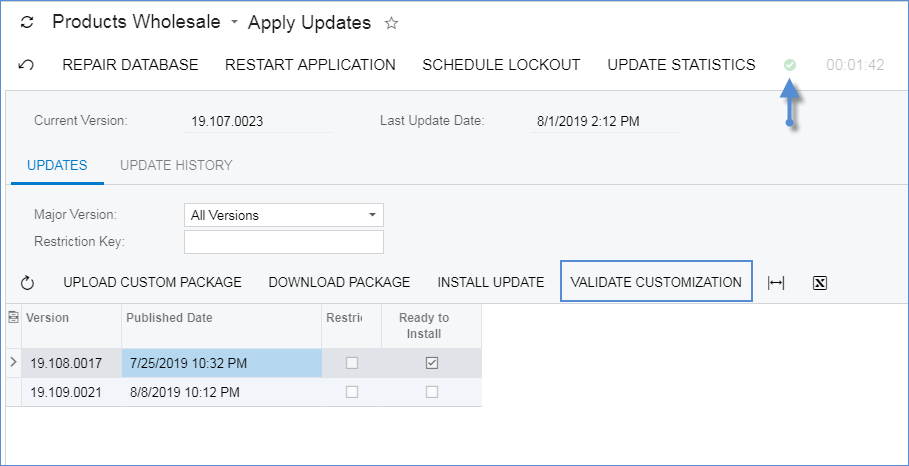 Products Wholesale Apply Updates
REPAIR DATABASE RESTART APPLICATION SCHEDULE LOCKOUT UPDATE STATISTICS 00:01:42
Current Version: 19.107.0023 Last Update Date: 8/1/2019 2:12 PM
UPDATES UPDATE HISTORY
Major Version: All Versions
Restriction Key:
UPLOAD CUSTOM PACKAGE DOWNLOAD PACKAGE INSTALL UPDATE VALIDATE CUSTOMIZATION X
Version Published Date Restric Ready to
Install
19.108.0017 7/25/2019 10:32 PM
19.109.0021 8/8/2019 10:12 PM